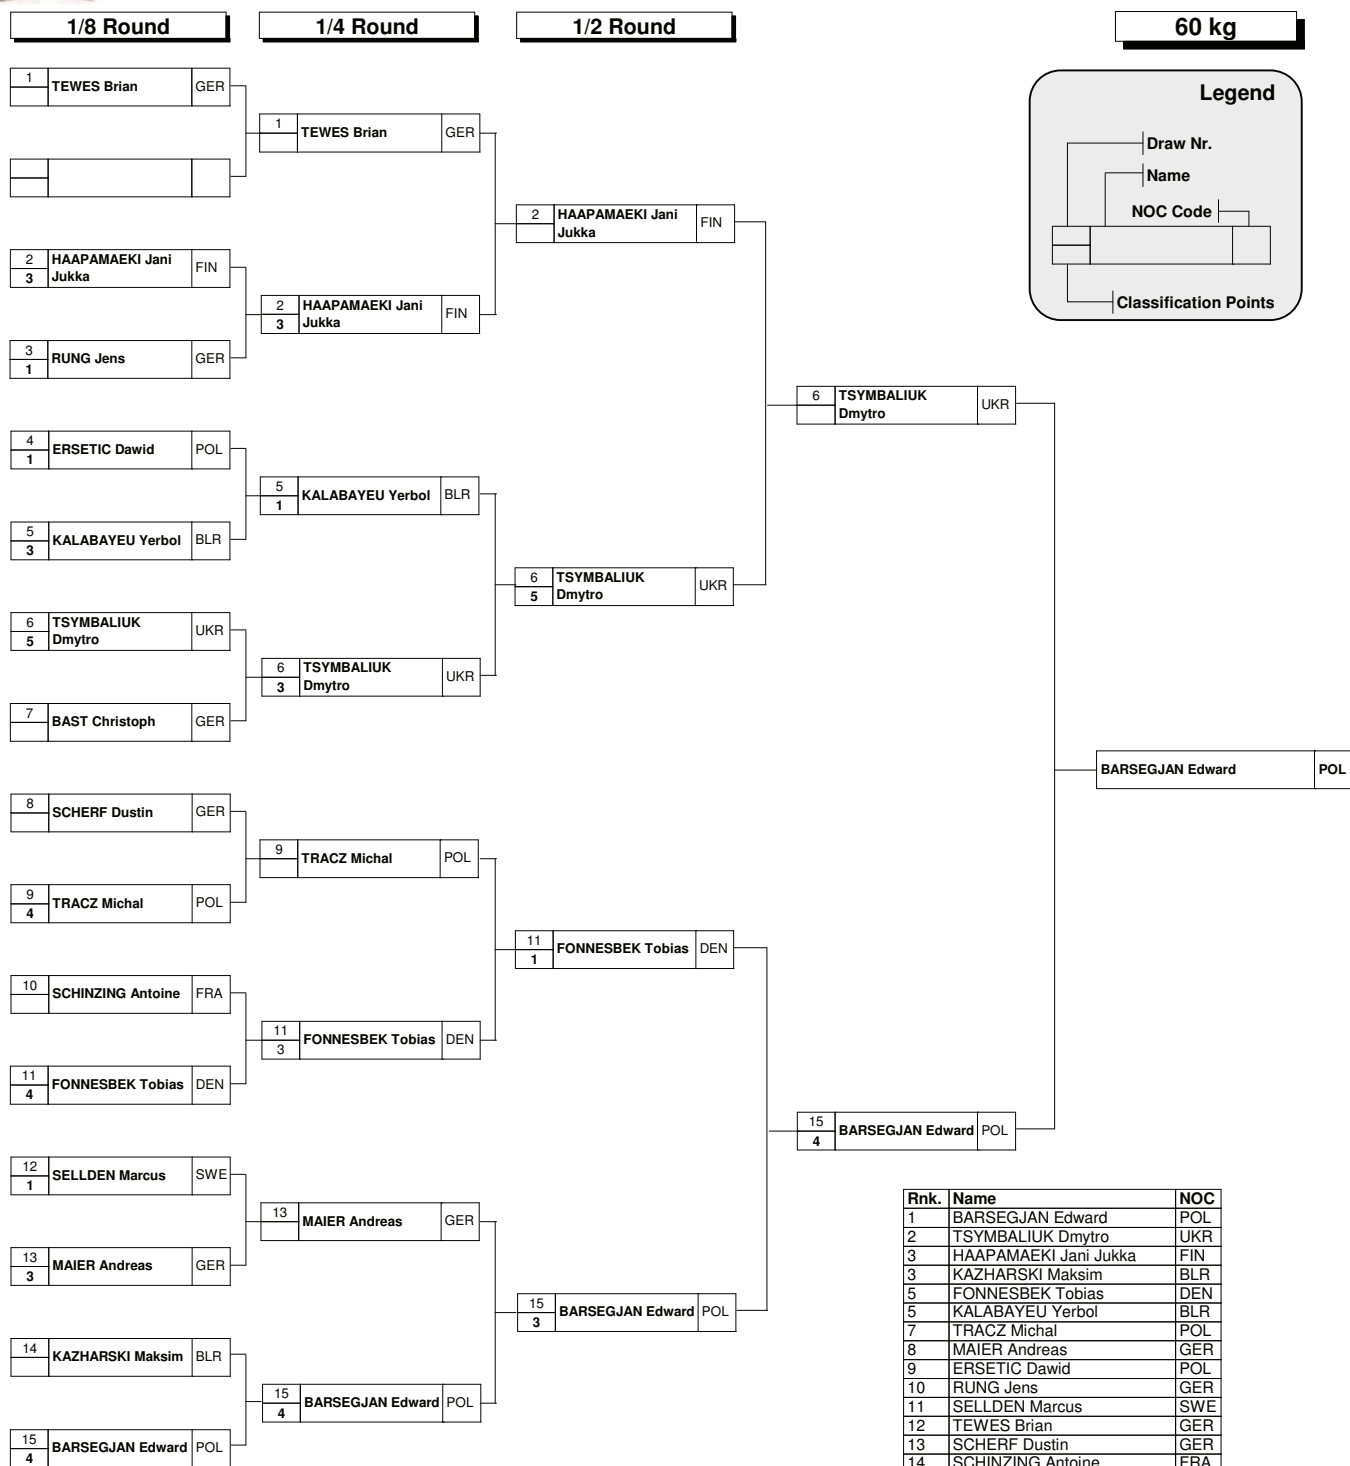 1/8 Round
1/4 Round
1/2 Round
60 kg
Legend
Draw Nr.
Name
NOC Code
Classification Points
1
TEWES Brian
GER
2
3
HAAPAMAEKI Jani
Jukka
FIN
3
1
RUNG Jens
GER
4
1
ERSETIC Dawid
POL
5
3
KALABAYEU Yerbol
BLR
6
5
TSYMBALIUK
Dmytro
UKR
7
BAST Christoph
GER
8
SCHERF Dustin
GER
9
4
TRACZ Michal
POL
10
SCHINZING Antoine
FRA
11
4
FONNESBEK Tobias
DEN
12
1
SELLDEN Marcus
SWE
13
3
MAIER Andreas
GER
14
KAZHARSKI Maksim
BLR
15
4
BARSEGJAN Edward
POL
1
TEWES Brian
GER
2
3
HAAPAMAEKI Jani
Jukka
FIN
5
1
KALABAYEU Yerbol
BLR
6
3
TSYMBALIUK
Dmytro
UKR
9
TRACZ Michal
POL
11
3
FONNESBEK Tobias
DEN
13
MAIER Andreas
GER
15
4
BARSEGJAN Edward
POL
2
HAAPAMAEKI Jani
Jukka
FIN
6
5
TSYMBALIUK
Dmytro
UKR
11
1
FONNESBEK Tobias
DEN
15
3
BARSEGJAN Edward
POL
6
TSYMBALIUK
Dmytro
UKR
15
4
BARSEGJAN Edward
POL
BARSEGJAN Edward
POL
Rnk. Name NOC
1 BARSEGJAN Edward POL
2 TSYMBALIUK Dmytro UKR
3 HAAPAMAEKI Jani Jukka FIN
3 KAZHARSKI Maksim BLR
5 FONNESBEK Tobias DEN
5 KALABAYEU Yerbol BLR
7 TRACZ Michal POL
8 MAIER Andreas GER
9 ERSETIC Dawid POL
10 RUNG Jens GER
11 SELLDEN Marcus SWE
12 TEWES Brian GER
13 SCHERF Dustin GER
14 SCHINZING Antoine FRA